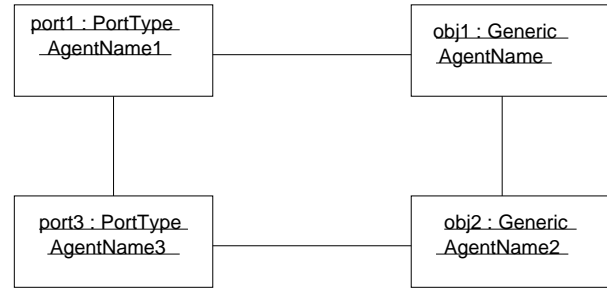 port1 : PortType
AgentName1
obj1 : Generic
AgentName
port3 : PortType
AgentName3
obj2 : Generic
AgentName2